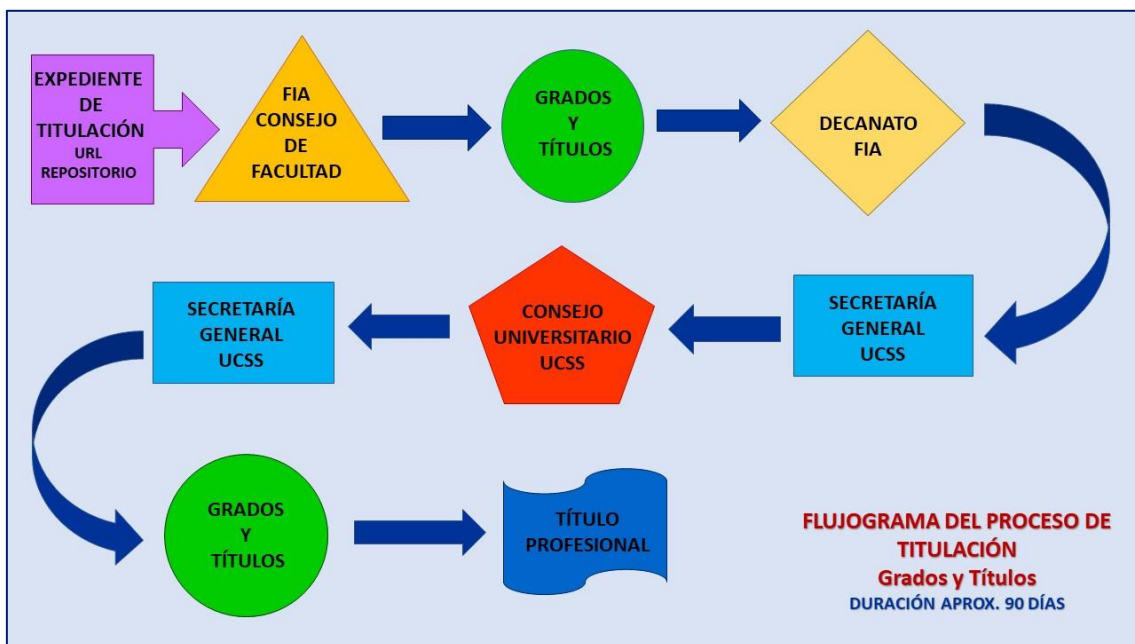 EXPEDIENTE
DE
TITULACIÓN
URL
REPOSITORIO
FIA
CONSEJO
DE
FACULTAD
GRADOS
Y
TÍTULOS
DECANATO
FIA
SECRETARÍA
GENERAL
UCSS
CONSEJO
UNIVERSITARIO
UCSS
SECRETARÍA
GENERAL
UCSS
GRADOS
Y
TÍTULOS
TÍTULO
PROFESIONAL
FLUJOGRAMA DEL PROCESO DE
TITULACIÓN
Grados y Títulos
DURACIÓN APROX. 90 DÍAS